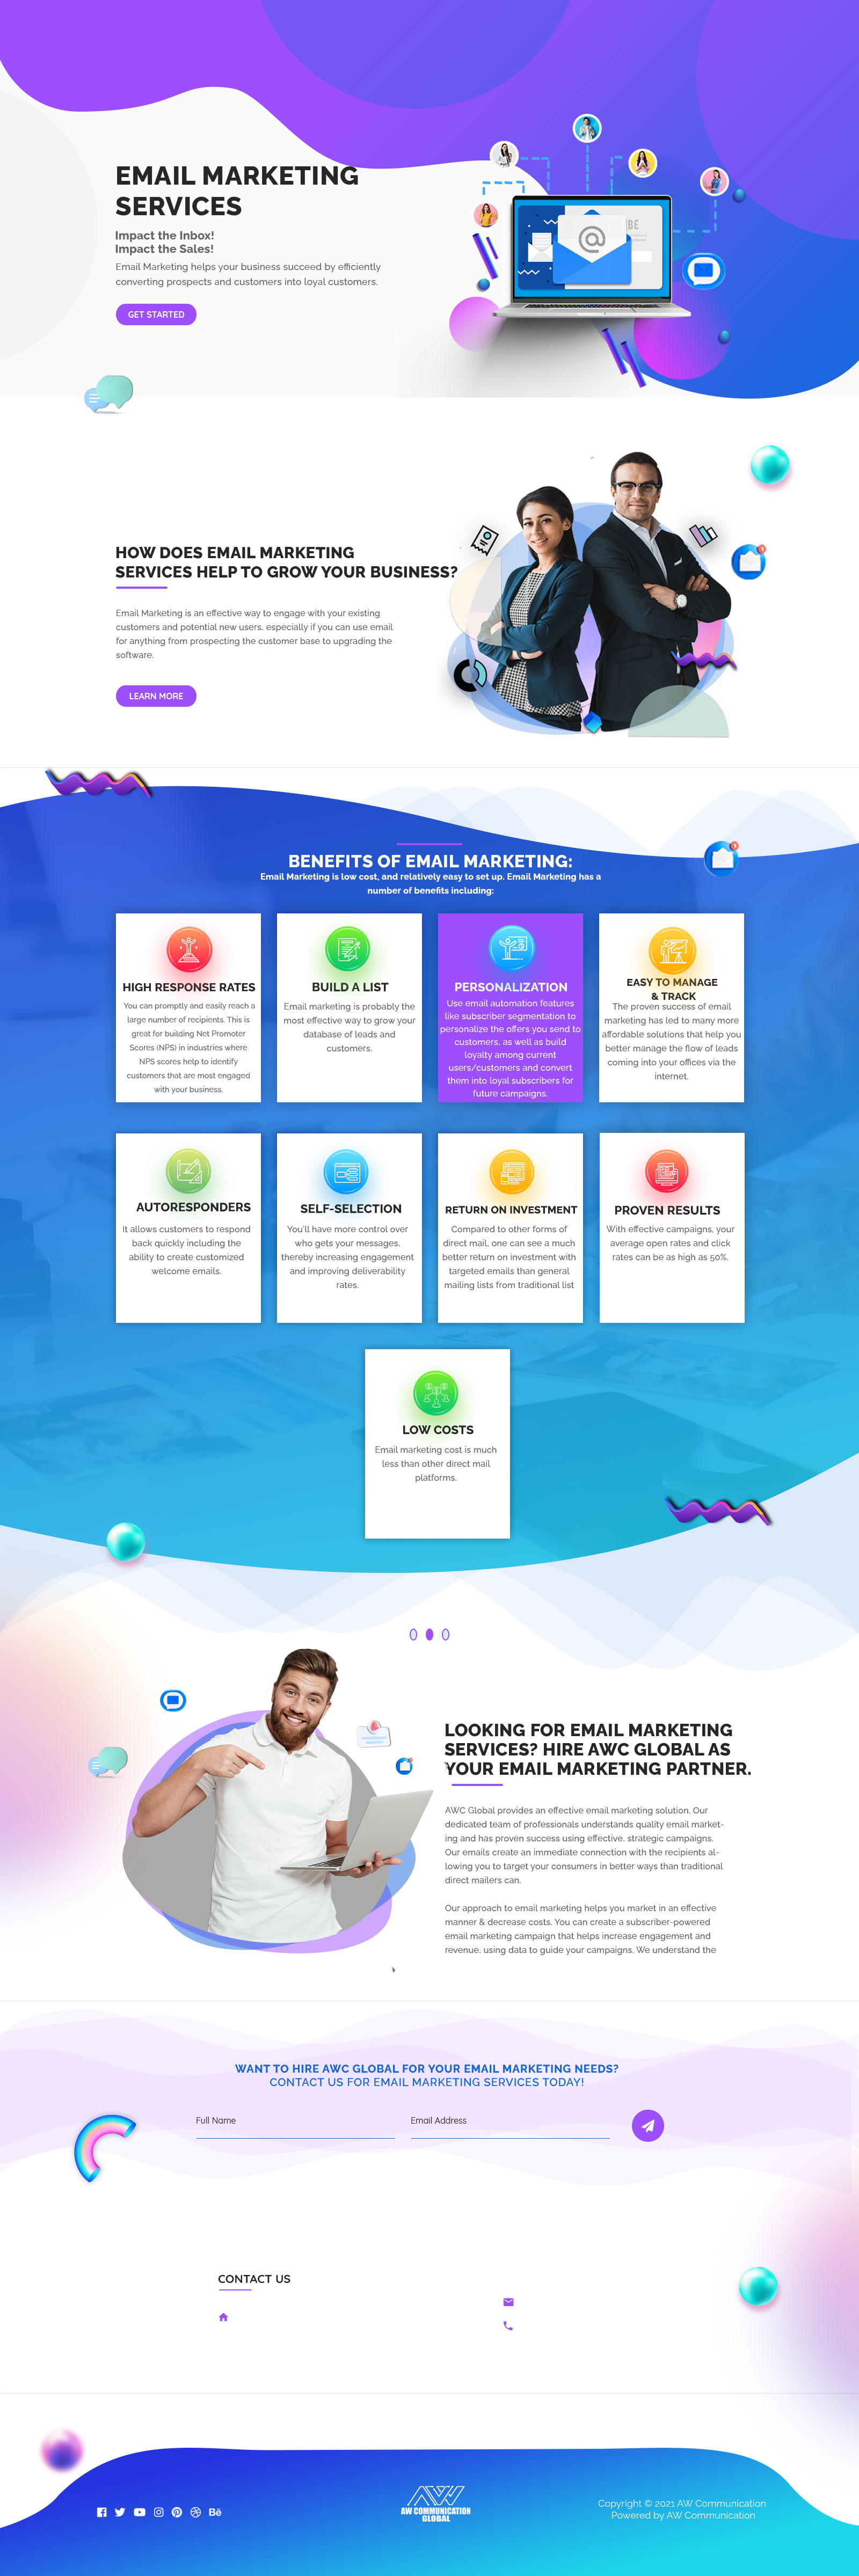 EMAIL MARKETING
SERVICES
Impact the Inbox!
Impact the Sales!
Email Marketing helps your business succeed by efficiently
converting prospects and customers into loyal customers.
GET STARTED
@
HOW DOES EMAIL MARKETING
SERVICES HELP TO GROW YOUR BUSINESS?
Email Marketing is an effective way to engage with your existing
customers and potential new users, especially if you can use email
for anything from prospecting the customer base to upgrading the
software.
LEARN MORE
BENEFITS OF EMAIL MARKETING:
Email Marketing is low cost, and relatively easy to set up. Email Marketing has a
number of benefits including:
HIGH RESPONSE RATES
You can promptly and easily reach a
large number of recipients. This is
great for building Net Promoter
Scores (NPS) in industries where
NPS scores help to identify
customers that are most engaged
with your business.
BUILD A LIST
Email marketing is probably the
most effective way to grow your
database of leads and
customers.
PERSONALIZATION
Use email automation features
like subscriber segmentation to
personalize the offers you send to
customers, as well as build
loyalty among current
users/customers and convert
them into loyal subscribers for
future campaigns.
EASY TO MANAGE
& TRACK
The proven success of email
marketing has led to many more
affordable solutions that help you
better manage the flow of leads
coming into your offices via the
internet.
AUTORESPONDERS
It allows customers to respond
back quickly including the
ability to create customized
welcome emails.
SELF-SELECTION
You'll have more control over
who gets your messages,
thereby increasing engagement
and improving deliverability
rates.
RETURN ON INVESTMENT
Compared to other forms of
direct mail, one can see a much
better return on investment with
targeted emails than general
mailing lists from traditional list
PROVEN RESULTS
With effective campaigns, your
average open rates and click
rates can be as high as 50%.
LOW COSTS
Email marketing cost is much
less than other direct mail
platforms.
LOOKING FOR EMAIL MARKETING
SERVICES? HIRE AWC GLOBAL AS
YOUR EMAIL MARKETING PARTNER.
AWC Global provides an effective email marketing solution. Our
dedicated team of professionals understands quality email market-
ing and has proven success using effective, strategic campaigns.
Our emails create an immediate connection with the recipients al-
lowing you to target your consumers in better ways than traditional
direct mailers can.
Our approach to email marketing helps you market in an effective
manner & decrease costs. You can create a subscriber-powered
email marketing campaign that helps increase engagement and
revenue, using data to guide your campaigns. We understand the
WANT TO HIRE AWC GLOBAL FOR YOUR EMAIL MARKETING NEEDS?
CONTACT US FOR EMAIL MARKETING SERVICES TODAY!
Full Name
Email Address
CONTACT US
Bē
AW COMMUNICATION
GLOBAL
Copyright © 2021 AW Communication
Powered by AW Communication